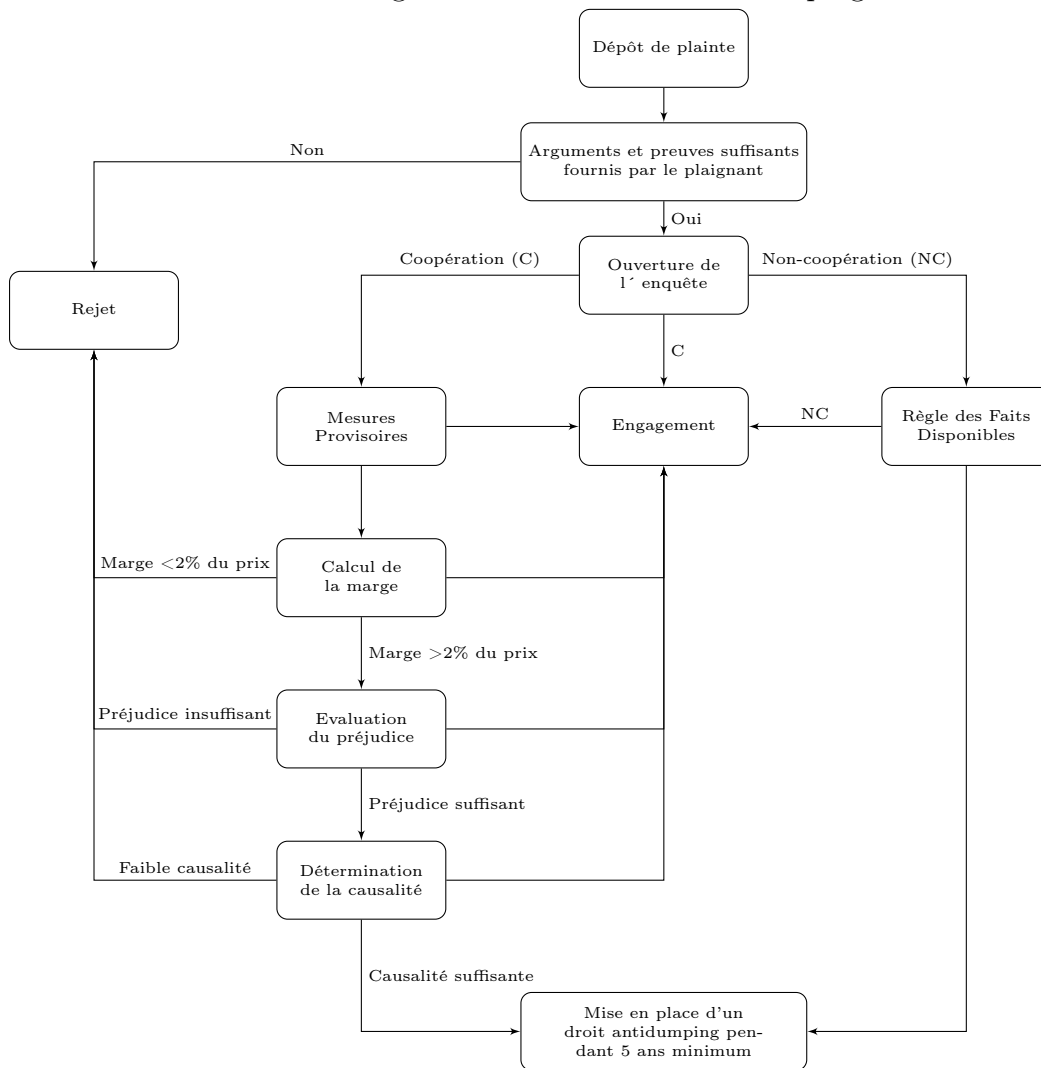 Dépôt de plainte
Arguments et preuves suffisants
fournis par le plaignant
Non
Oui
Coopération (C)
Ouverture de
l´ enquête
Non-coopération (NC)
Rejet
C
Mesures
Provisoires
Engagement
NC
Règle des Faits
Disponibles
Marge <2% du prix
Calcul de
la marge
Marge >2% du prix
Préjudice insuffisant
Evaluation
du préjudice
Préjudice suffisant
Faible causalité
Détermination
de la causalité
Causalité suffisante
Mise en place d'un
droit antidumping pen-
dant 5 ans minimum